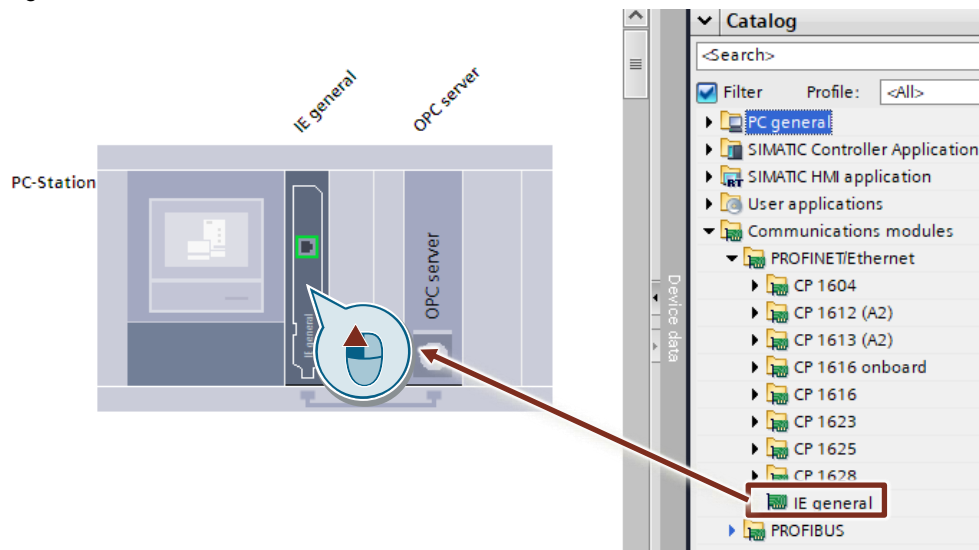 IE general
OPC server
PC-Station
OPC server
IE general
Device data
Catalog
<Search>
Filter Profile: <All>
PC general
SIMATIC Controller Application
SIMATIC HMI application
User applications
Communications modules
PROFINET/Ethernet
CP 1604
CP 1612 (A2)
CP 1613 (A2)
CP 1616 onboard
CP 1616
CP 1623
CP 1625
CP 1628
IE general
PROFIBUS